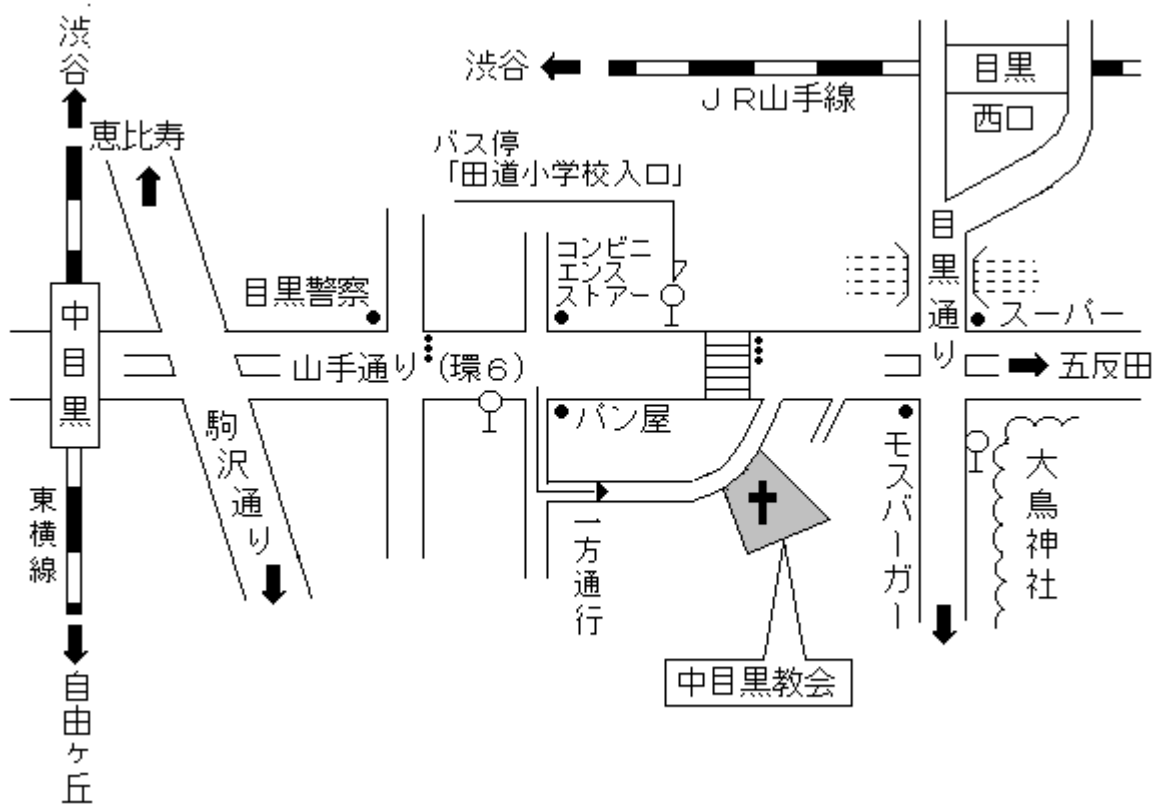 渋谷
恵比寿
中目黒
東横線
自由ヶ丘
駒沢通り
目黒警察
山手通り(環6)
渋谷
JR山手線
バス停
「田道小学校入口」
コンビニ
エンス
ストアー
パン屋
一方通行
中目黒教会
目黒
西口
目黒通り
スーパー
五反田
モスバーガー
大鳥神社